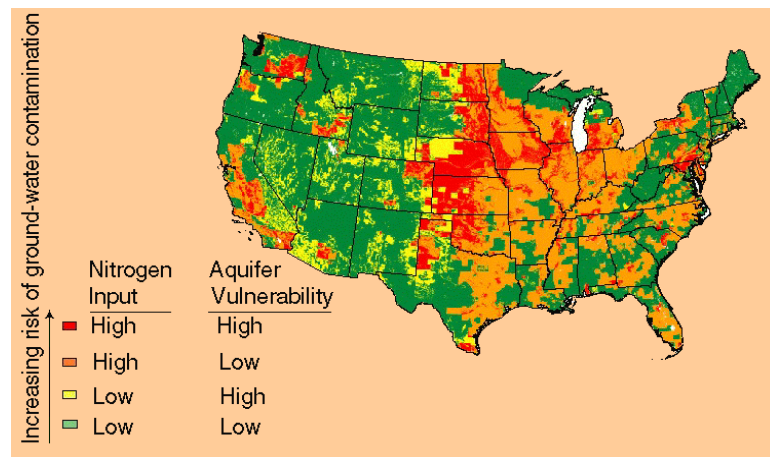 Increasing risk of ground-water contamination
Nitrogen Aquifer
Input Vulnerability
High High
High Low
Low High
Low Low